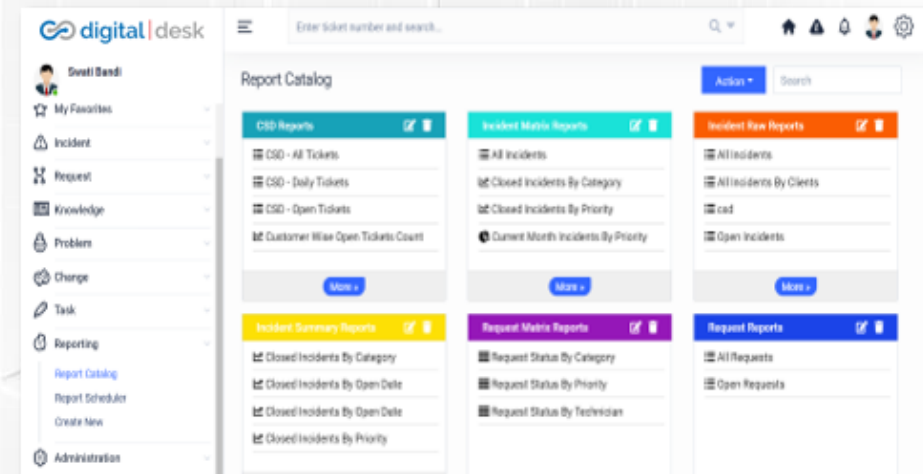 digital|desk
Enter ticket number and search...
Swati Bandi
My Favorites
Incident
Request
Knowledge
Problem
Change
Task
Reporting
Report Catalog
Report Scheduler
Create New
Administration
Report Catalog
Action
Search
CSD Reports
CSD - All Tickets
CSD - Daily Tickets
CSD - Open Tickets
Customer Wise Open Tickets Count
More »
Incident Matrix Reports
All Incidents
Closed Incidents By Category
Closed Incidents By Priority
Current Month Incidents By Priority
More »
Incident Raw Reports
All Incidents
All Incidents By Clients
csd
Open Incidents
More »
Incident Summary Reports
Closed Incidents By Category
Closed Incidents By Open Date
Closed Incidents By Open Date
Closed Incidents By Priority
Request Matrix Reports
Request Status By Category
Request Status By Priority
Request Status By Technician
Request Reports
All Requests
Open Requests